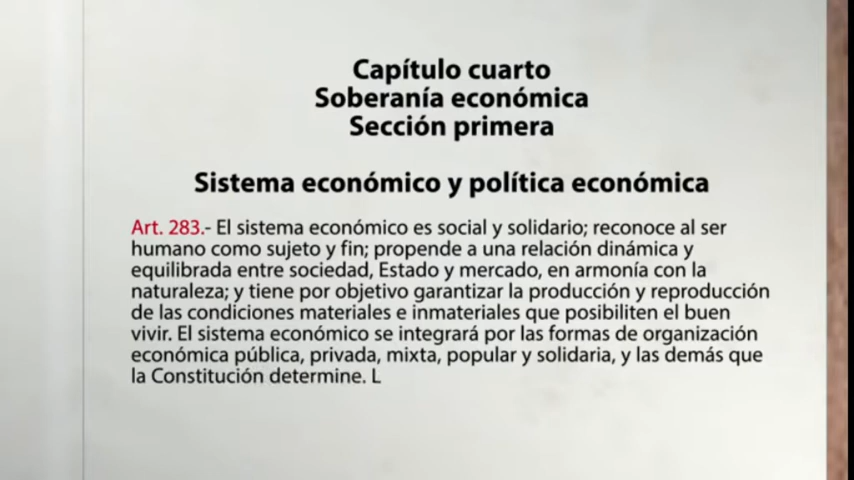 Capítulo cuarto
Soberanía económica
Sección primera
Sistema económico y política económica
Art. 283.- El sistema económico es social y solidario; reconoce al ser
humano como sujeto y fin; propende a una relación dinámica y
equilibrada entre sociedad, Estado y mercado, en armonía con la
naturaleza; y tiene por objetivo garantizar la producción y reproducción
de las condiciones materiales e inmateriales que posibiliten el buen
vivir. El sistema económico se integrará por las formas de organización
económica pública, privada, mixta, popular y solidaria, y las demás que
la Constitución determine. L